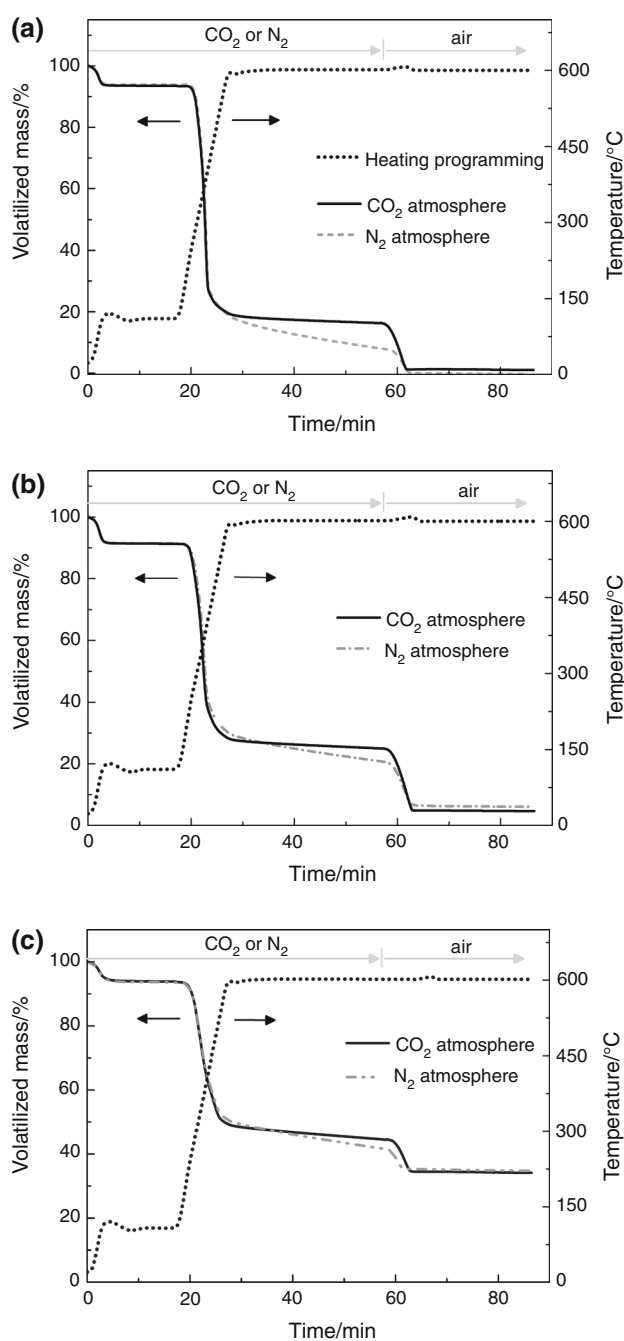 (a)
CO₂ or N₂ air
100
80
60
40
20
0
600
450
300
150
0
Volatilized mass/%
Temperature/°C
Heating programming
CO₂ atmosphere
N₂ atmosphere
0 20 40 60 80
Time/min
(b)
CO₂ or N₂ air
100
80
60
40
20
0
600
450
300
150
0
Volatilized mass/%
Temperature/°C
CO₂ atmosphere
N₂ atmosphere
0 20 40 60 80
Time/min
(c)
CO₂ or N₂ air
100
80
60
40
20
0
600
450
300
150
0
Volatilized mass/%
Temperature/°C
CO₂ atmosphere
N₂ atmosphere
0 20 40 60 80
Time/min